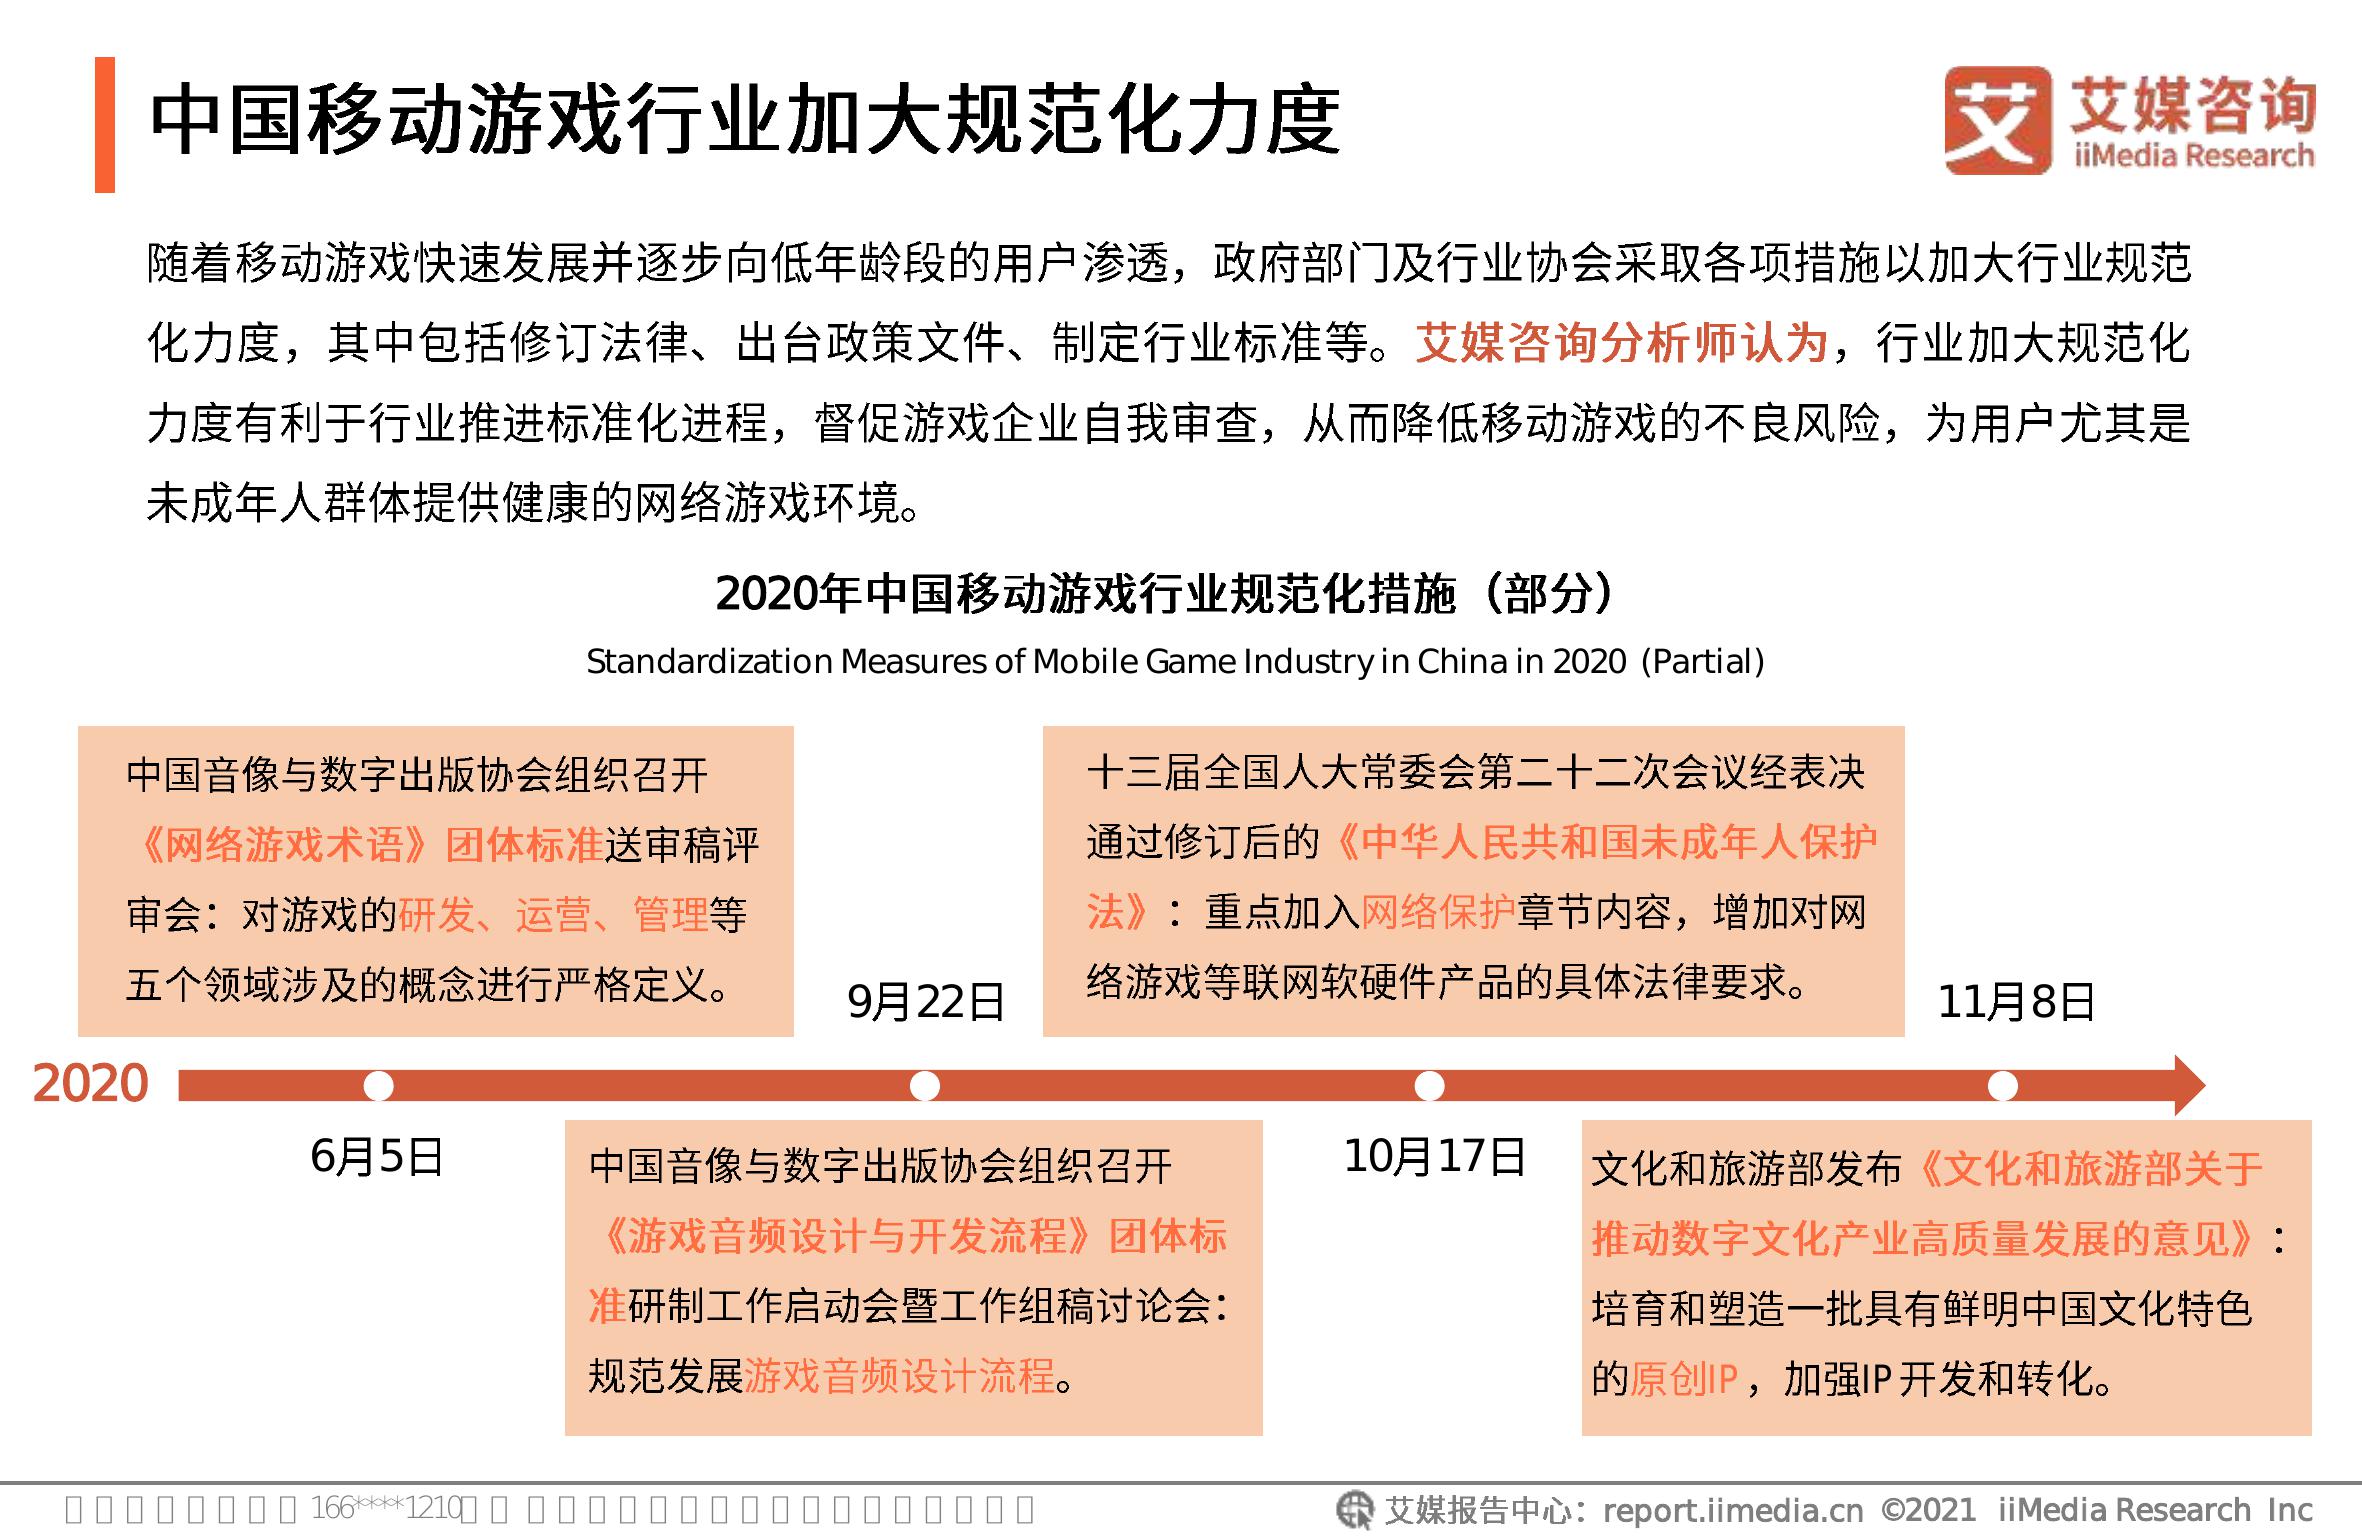 中国移动游戏行业加大规范化力度
艾
艾媒咨询
iiMedia Research
随着移动游戏快速发展并逐步向低年龄段的用户渗透，政府部门及行业协会采取各项措施以加大行业规范
化力度，其中包括修订法律、出台政策文件、制定行业标准等。艾媒咨询分析师认为，行业加大规范化
力度有利于行业推进标准化进程，督促游戏企业自我审查，从而降低移动游戏的不良风险，为用户尤其是
未成年人群体提供健康的网络游戏环境。
2020年中国移动游戏行业规范化措施（部分）
Standardization Measures of Mobile Game Industry in China in 2020 (Partial)
中国音像与数字出版协会组织召开
《网络游戏术语》团体标准送审稿评
审会：对游戏的研发、运营、管理等
五个领域涉及的概念进行严格定义。
9月22日
十三届全国人大常委会第二十二次会议经表决
通过修订后的《中华人民共和国未成年人保护
法》：重点加入网络保护章节内容，增加对网
络游戏等联网软硬件产品的具体法律要求。
11月8日
2020
6月5日
中国音像与数字出版协会组织召开
《游戏音频设计与开发流程》团体标
准研制工作启动会暨工作组稿讨论会：
规范发展游戏音频设计流程。
10月17日
文化和旅游部发布《文化和旅游部关于
推动数字文化产业高质量发展的意见》：
培育和塑造一批具有鲜明中国文化特色
的原创IP，加强IP开发和转化。
166****1210
艾媒报告中心：report.iimedia.cn ©2021 iiMedia Research Inc